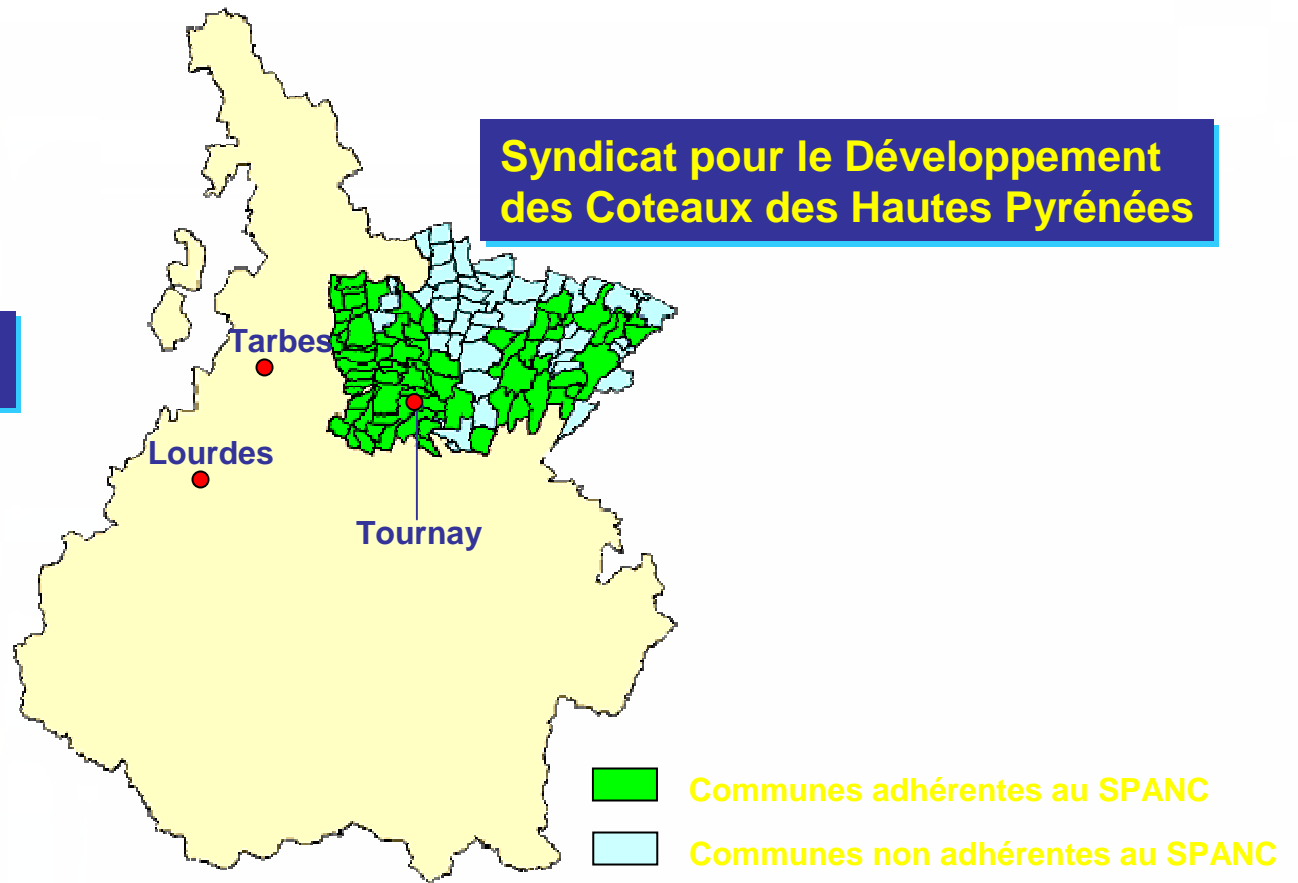 Syndicat pour le Développement
des Coteaux des Hautes Pyrénées
Tarbes
Lourdes
Tournay
Communes adhérentes au SPANC
Communes non adhérentes au SPANC